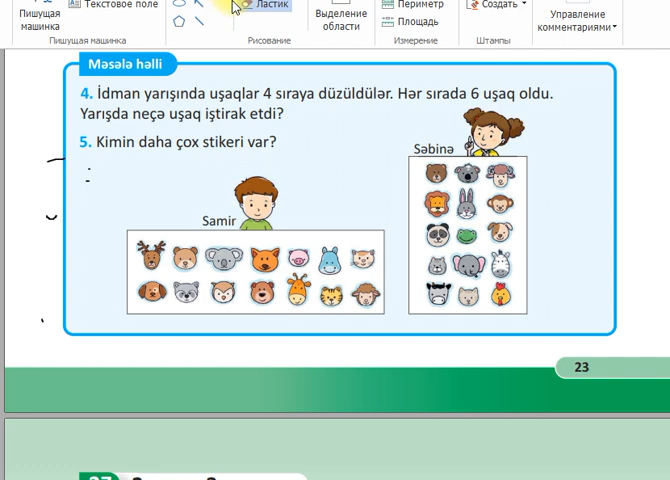 Пишущая
машинка
Текстовое поле
Ластик
Выделение
области
Периметр
Площадь
Создать
Управление
комментариями
Пишущая машинка
Рисование
Измерение
Штампы
Məsələ həlli
4. İdman yarışında uşaqlar 4 sıraya düzüldülər. Hər sırada 6 uşaq oldu.
Yarışda neçə uşaq iştirak etdi?
5. Kimin daha çox stikeri var?
Səbinə
Samir
23